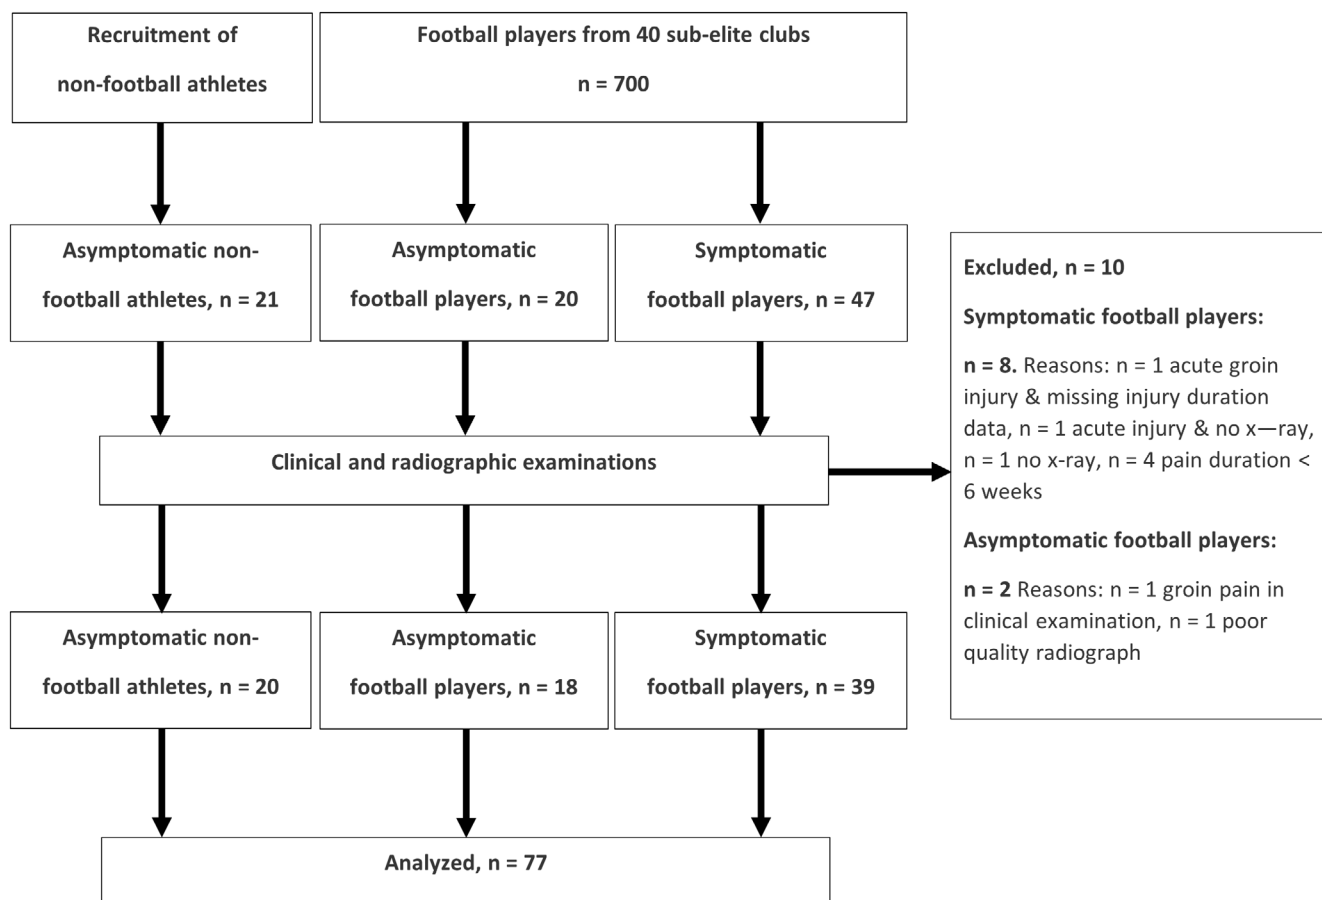 Recruitment of
non-football athletes
Football players from 40 sub-elite clubs
n = 700
Asymptomatic non-
football athletes, n = 21
Asymptomatic
football players, n = 20
Symptomatic
football players, n = 47
Excluded, n = 10
Symptomatic football players:
n = 8. Reasons: n = 1 acute groin
injury & missing injury duration
data, n = 1 acute injury & no x—ray,
n = 1 no x-ray, n = 4 pain duration <
6 weeks
Asymptomatic football players:
n = 2 Reasons: n = 1 groin pain in
clinical examination, n = 1 poor
quality radiograph
Clinical and radiographic examinations
Asymptomatic non-
football athletes, n = 20
Asymptomatic
football players, n = 18
Symptomatic
football players, n = 39
Analyzed, n = 77